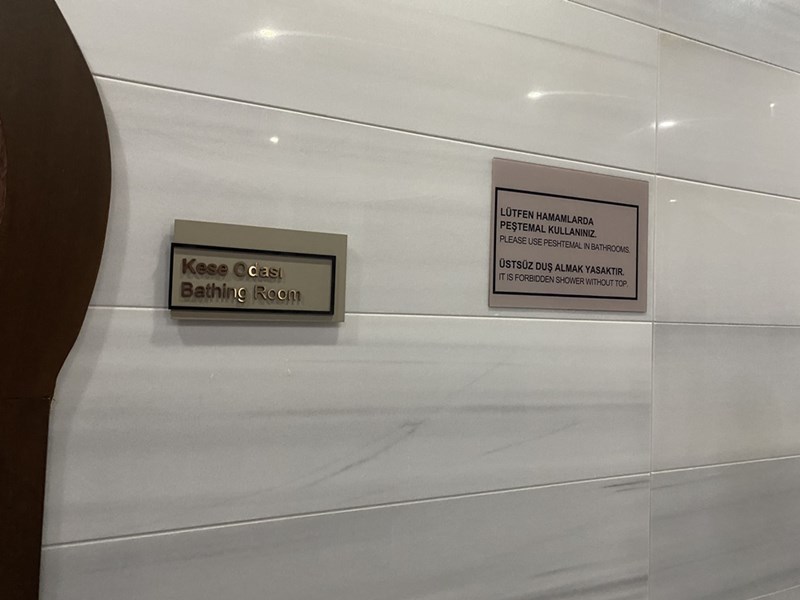 Kese Odası
Bathing Room
LÜTFEN HAMAMLARDA
PEŞTEMAL KULLANINIZ.
PLEASE USE PESHTEMAL IN BATHROOMS.
ÜSTSÜZ DUŞ ALMAK YASAKTIR.
IT IS FORBIDDEN SHOWER WITHOUT TOP.